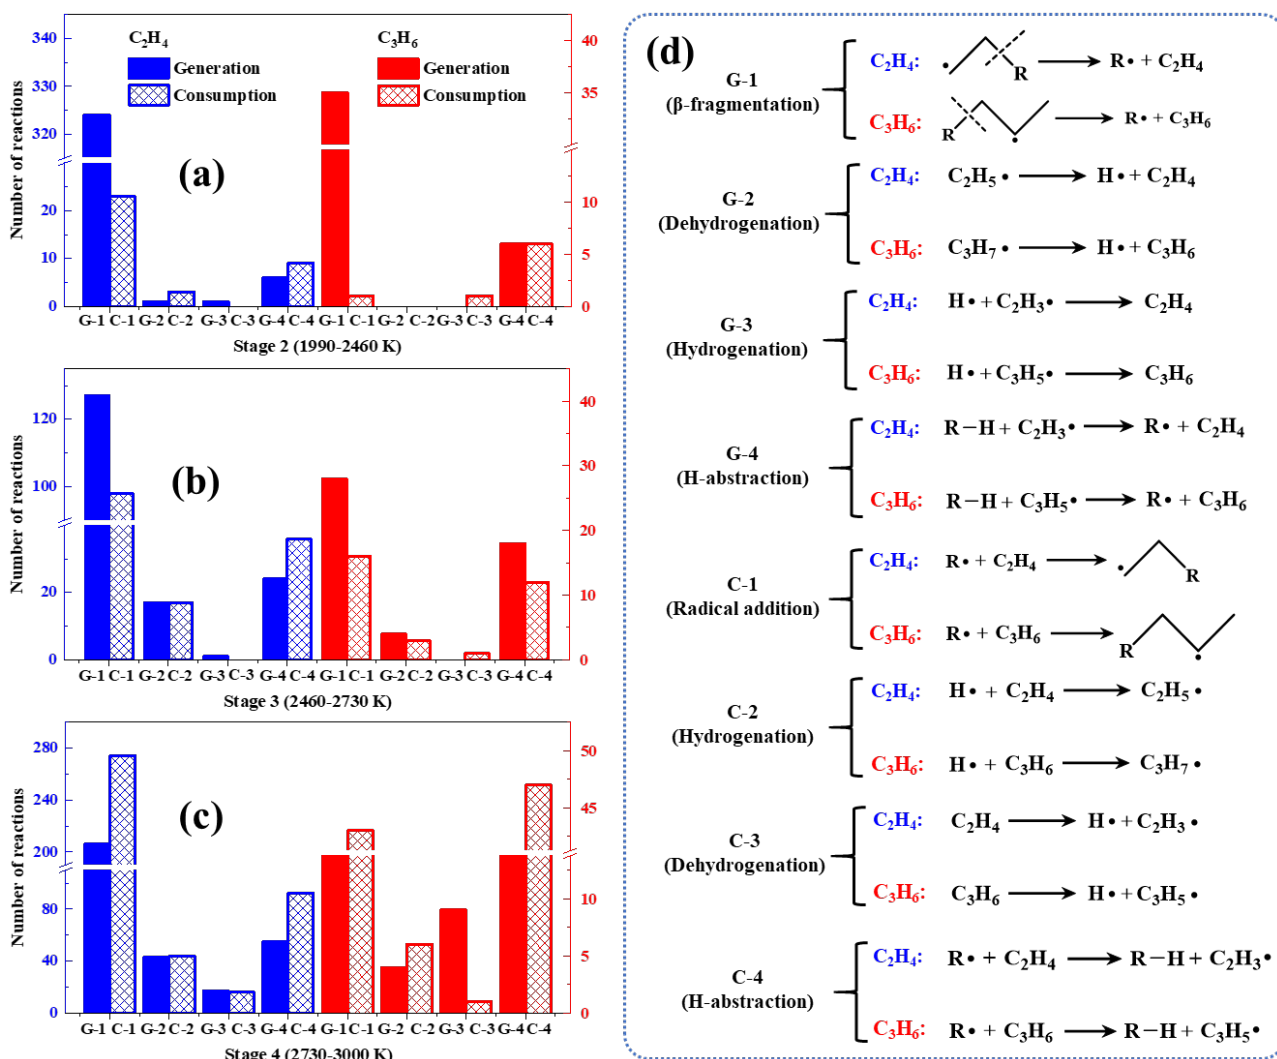 C₂H₄ C₃H₆
Generation Generation
Consumption Consumption
(a)
Number of reactions
340
330
320
20
10
0
40
35
10
5
0
G-1 C-1 G-2 C-2 G-3 C-3 G-4 C-4 G-1 C-1 G-2 C-2 G-3 C-3 G-4 C-4
Stage 2 (1990-2460 K)
(b)
Number of reactions
120
100
20
0
40
30
20
10
0
G-1 C-1 G-2 C-2 G-3 C-3 G-4 C-4 G-1 C-1 G-2 C-2 G-3 C-3 G-4 C-4
Stage 3 (2460-2730 K)
(c)
Number of reactions
280
240
200
80
40
0
50
45
10
5
0
G-1 C-1 G-2 C-2 G-3 C-3 G-4 C-4 G-1 C-1 G-2 C-2 G-3 C-3 G-4 C-4
Stage 4 (2730-3000 K)
(d)
G-1
(β-fragmentation)
C₂H₄: R R• + C₂H₄
C₃H₆: R R• + C₃H₆
G-2
(Dehydrogenation)
C₂H₄: C₂H₅• → H• + C₂H₄
C₃H₆: C₃H₇• → H• + C₃H₆
G-3
(Hydrogenation)
C₂H₄: H• + C₂H₃• → C₂H₄
C₃H₆: H• + C₃H₅• → C₃H₆
G-4
(H-abstraction)
C₂H₄: R−H + C₂H₃• → R• + C₂H₄
C₃H₆: R−H + C₃H₅• → R• + C₃H₆
C-1
(Radical addition)
C₂H₄: R• + C₂H₄ → R
C₃H₆: R• + C₃H₆ → R
C-2
(Hydrogenation)
C₂H₄: H• + C₂H₄ → C₂H₅•
C₃H₆: H• + C₃H₆ → C₃H₇•
C-3
(Dehydrogenation)
C₂H₄: C₂H₄ → H• + C₂H₃•
C₃H₆: C₃H₆ → H• + C₃H₅•
C-4
(H-abstraction)
C₂H₄: R• + C₂H₄ → R−H + C₂H₃•
C₃H₆: R• + C₃H₆ → R−H + C₃H₅•